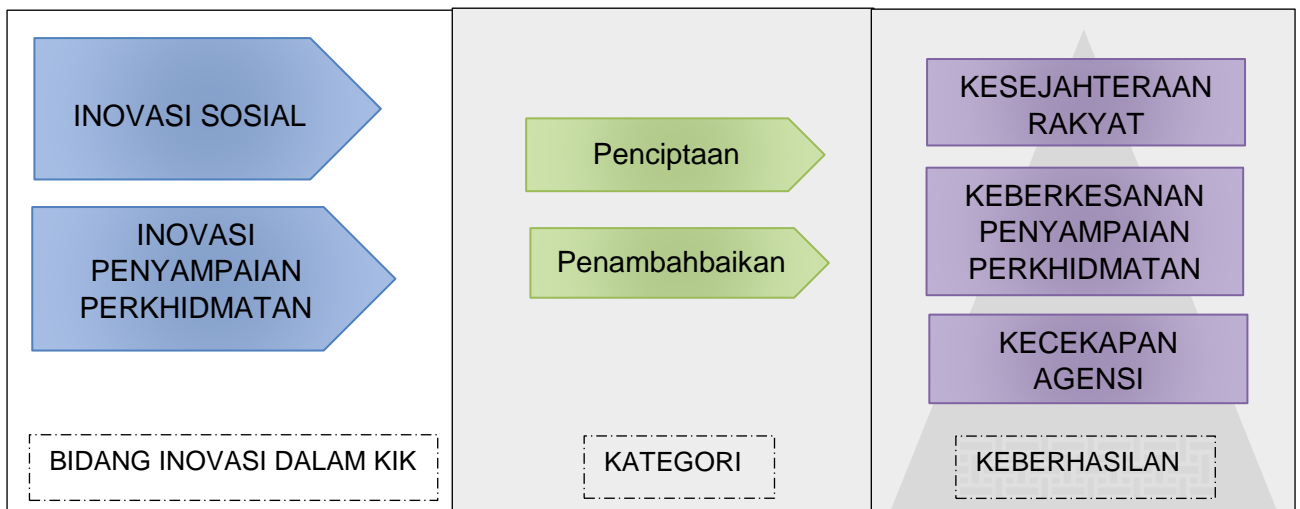 INOVASI SOSIAL
INOVASI
PENYAMPAIAN
PERKHIDMATAN
BIDANG INOVASI DALAM KIK
Penciptaan
Penambahbaikan
KATEGORI
KESEJAHTERAAN
RAKYAT
KEBERKESANAN
PENYAMPAIAN
PERKHIDMATAN
KECEKAPAN
AGENSI
KEBERHASILAN